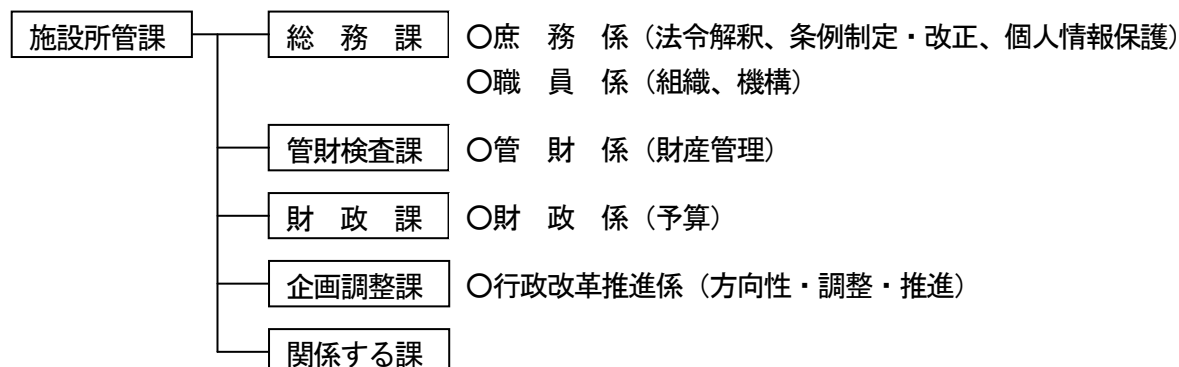 施設所管課 総 務 課 ○庶 務 係（法令解釈、条例制定・改正、個人情報保護）
○職 員 係（組織、機構）
管財検査課 ○管 財 係（財産管理）
財 政 課 ○財 政 係（予算）
企画調整課 ○行政改革推進係（方向性・調整・推進）
関係する課